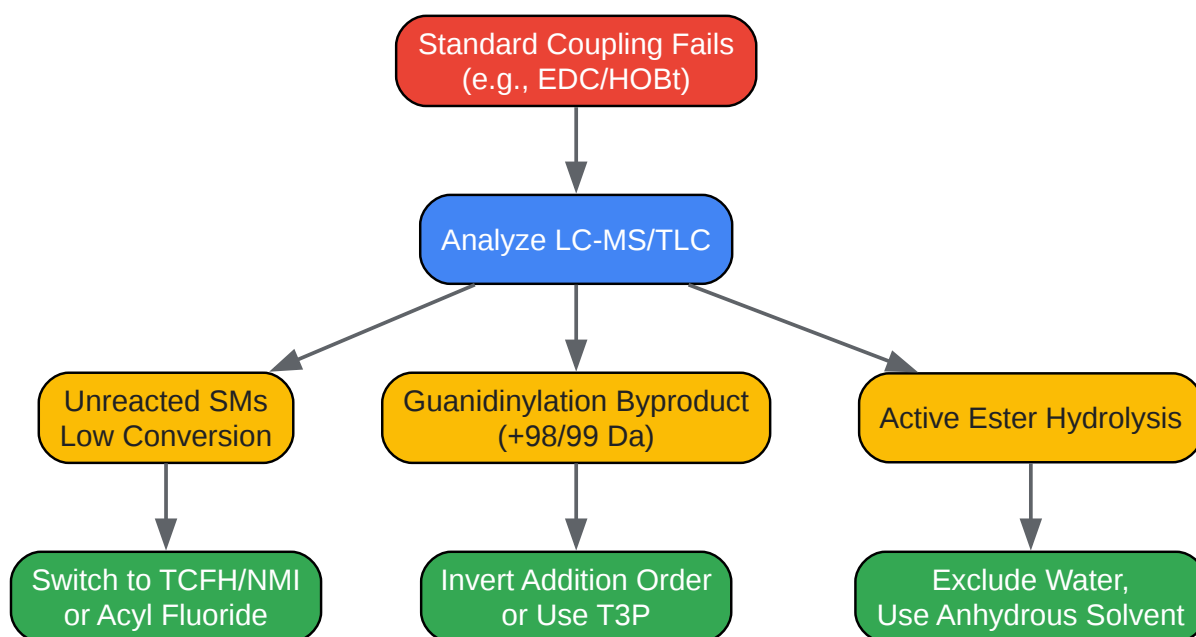 Standard Coupling Fails
(e.g., EDC/HOBt)
Analyze LC-MS/TLC
Unreacted SMs
Low Conversion
Guanidinylation Byproduct
(+98/99 Da)
Active Ester Hydrolysis
Switch to TCFH/NMI
or Acyl Fluoride
Invert Addition Order
or Use T3P
Exclude Water,
Use Anhydrous Solvent